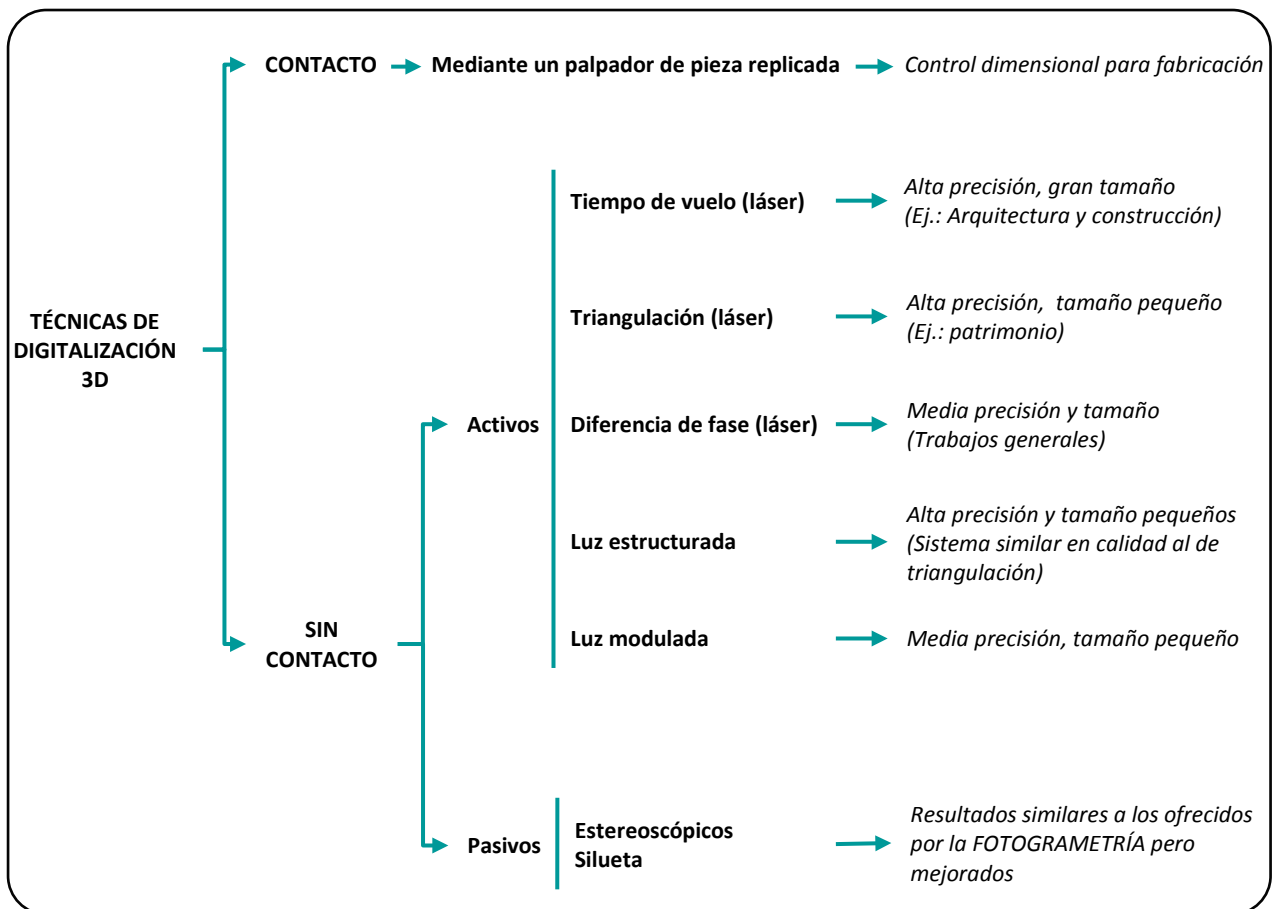 CONTACTO
Mediante un palpador de pieza replicada
Control dimensional para fabricación
Tiempo de vuelo (láser)
Alta precisión, gran tamaño
(Ej.: Arquitectura y construcción)
TÉCNICAS DE
DIGITALIZACIÓN
3D
Triangulación (láser)
Alta precisión,  tamaño pequeño
(Ej.: patrimonio)
Activos
Diferencia de fase (láser)
Media precisión y tamaño
(Trabajos generales)
Luz estructurada
Alta precisión y tamaño pequeños
(Sistema similar en calidad al de
triangulación)
SIN
CONTACTO
Luz modulada
Media precisión, tamaño pequeño
Pasivos
Estereoscópicos
Silueta
Resultados similares a los ofrecidos
por la FOTOGRAMETRÍA pero
mejorados